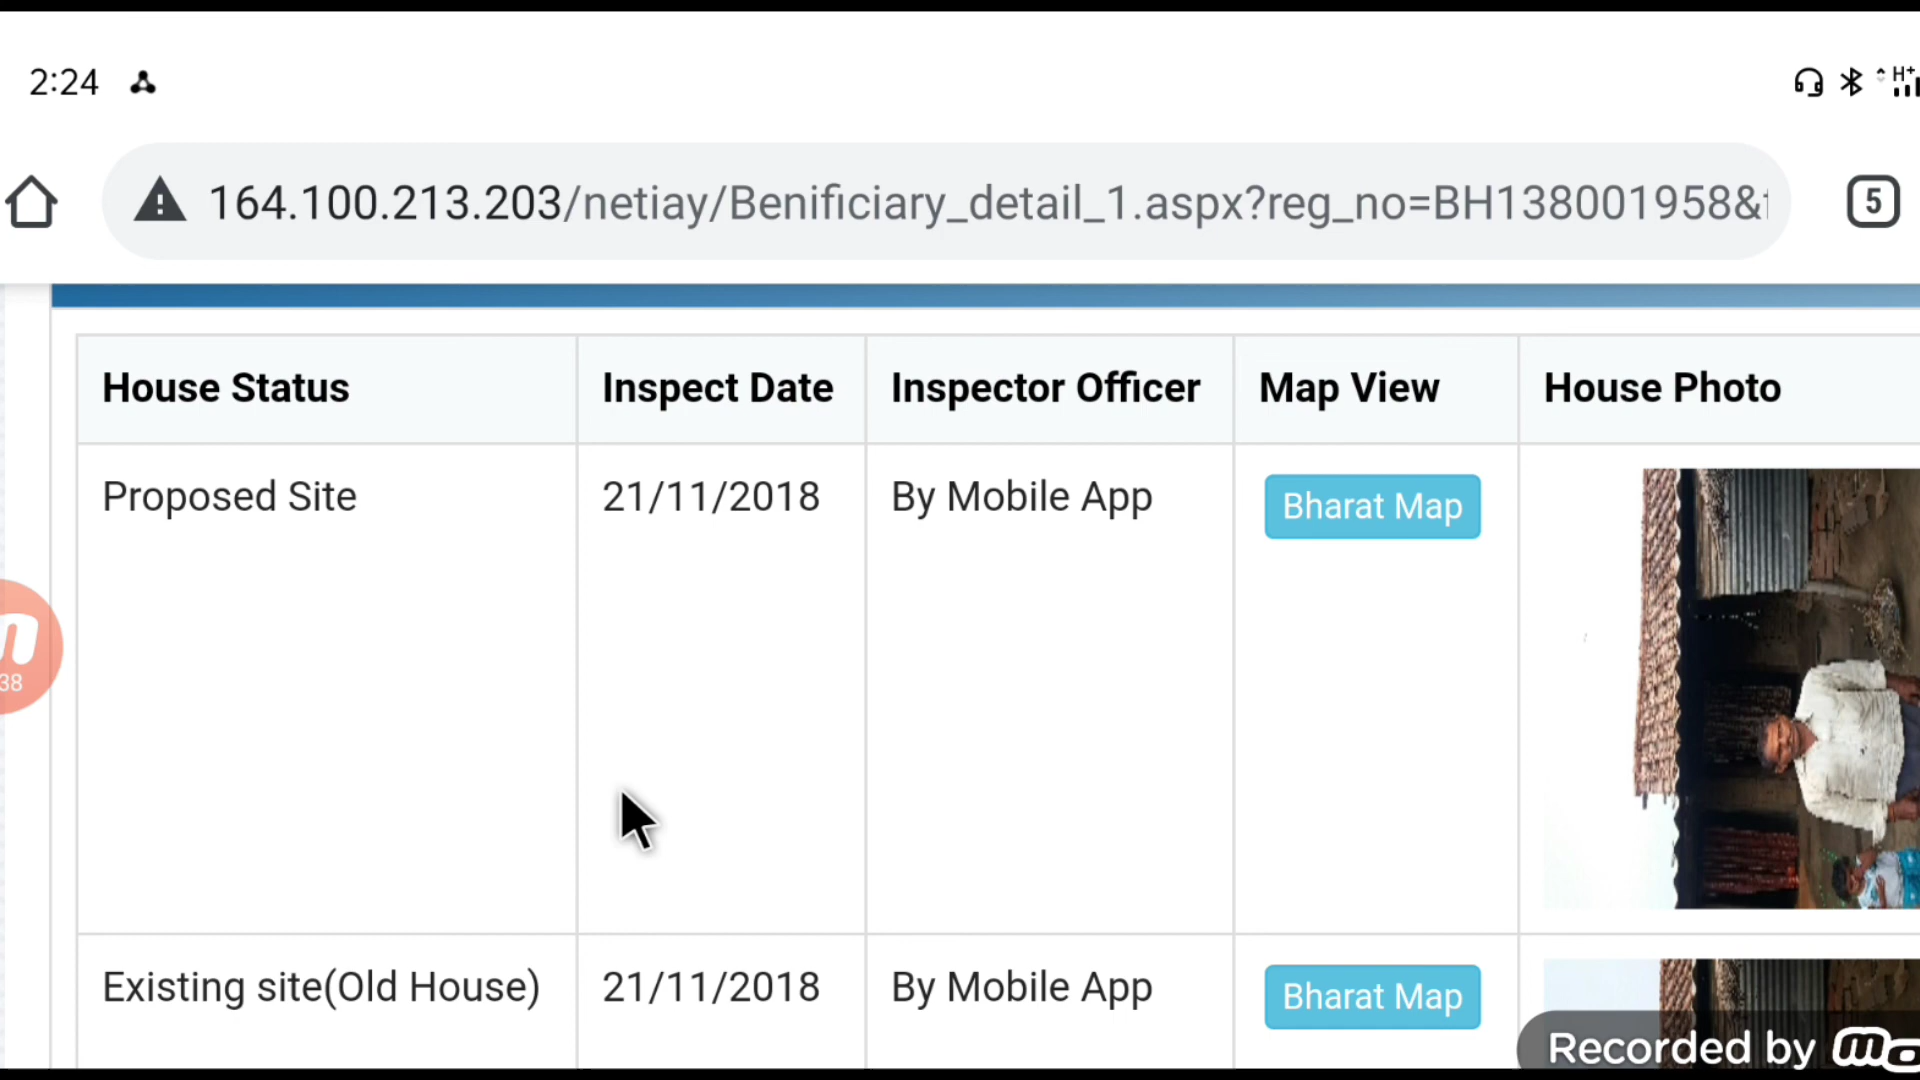 2:24
H+
164.100.213.203/netiay/Benificiary_detail_1.aspx?reg_no=BH138001958&
5
House Status Inspect Date Inspector Officer Map View House Photo
Proposed Site 21/11/2018 By Mobile App Bharat Map
38
Existing site(Old House) 21/11/2018 By Mobile App Bharat Map
Recorded by